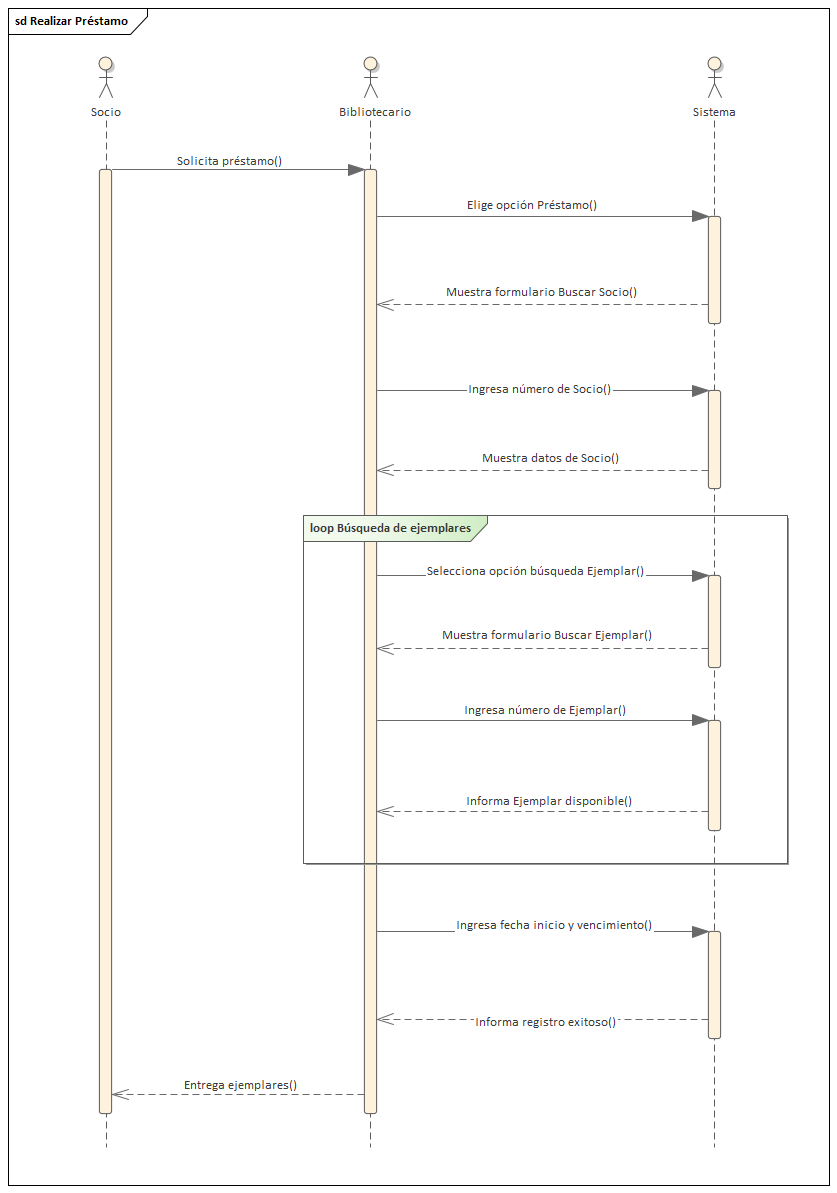 sd Realizar Préstamo
Socio
Bibliotecario
Sistema
Solicita préstamo()
Elige opción Préstamo()
Muestra formulario Buscar Socio()
Ingresa número de Socio()
Muestra datos de Socio()
loop Búsqueda de ejemplares
Selecciona opción búsqueda Ejemplar()
Muestra formulario Buscar Ejemplar()
Ingresa número de Ejemplar()
Informa Ejemplar disponible()
Ingresa fecha inicio y vencimiento()
Informa registro exitoso()
Entrega ejemplares()